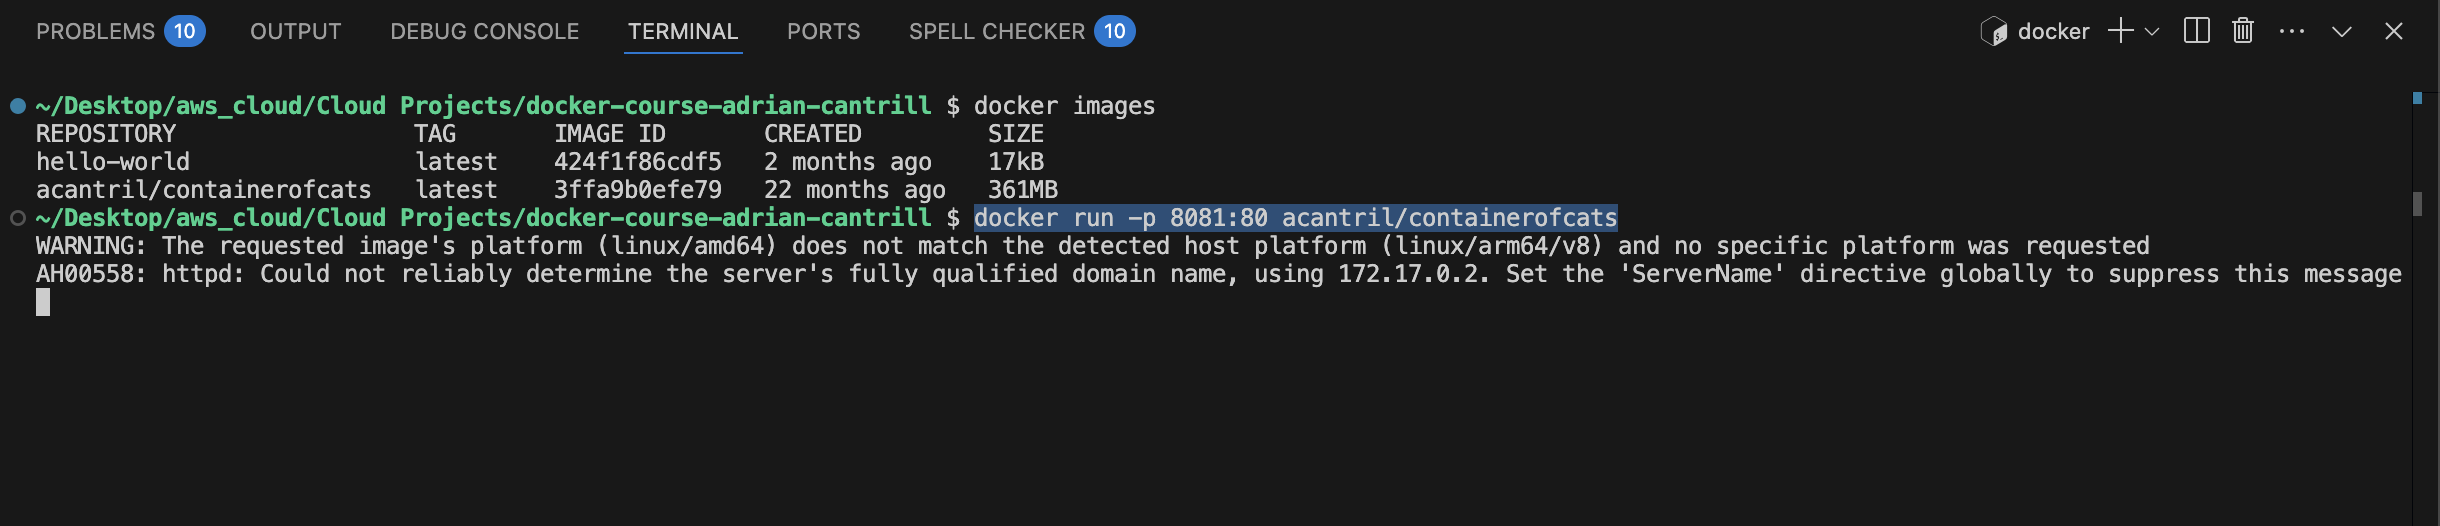 PROBLEMS 10 OUTPUT DEBUG CONSOLE TERMINAL PORTS SPELL CHECKER 10 docker
~/Desktop/aws_cloud/Cloud Projects/docker-course-adrian-cantrill $ docker images
REPOSITORY TAG IMAGE ID CREATED SIZE
hello-world latest 424f1f86cdf5 2 months ago 17kB
acantril/containerofcats latest 3ffa9b0efe79 22 months ago 361MB
~/Desktop/aws_cloud/Cloud Projects/docker-course-adrian-cantrill $ docker run -p 8081:80 acantril/containerofcats
WARNING: The requested image's platform (linux/amd64) does not match the detected host platform (linux/arm64/v8) and no specific platform was requested
AH00558: httpd: Could not reliably determine the server's fully qualified domain name, using 172.17.0.2. Set the 'ServerName' directive globally to suppress this message